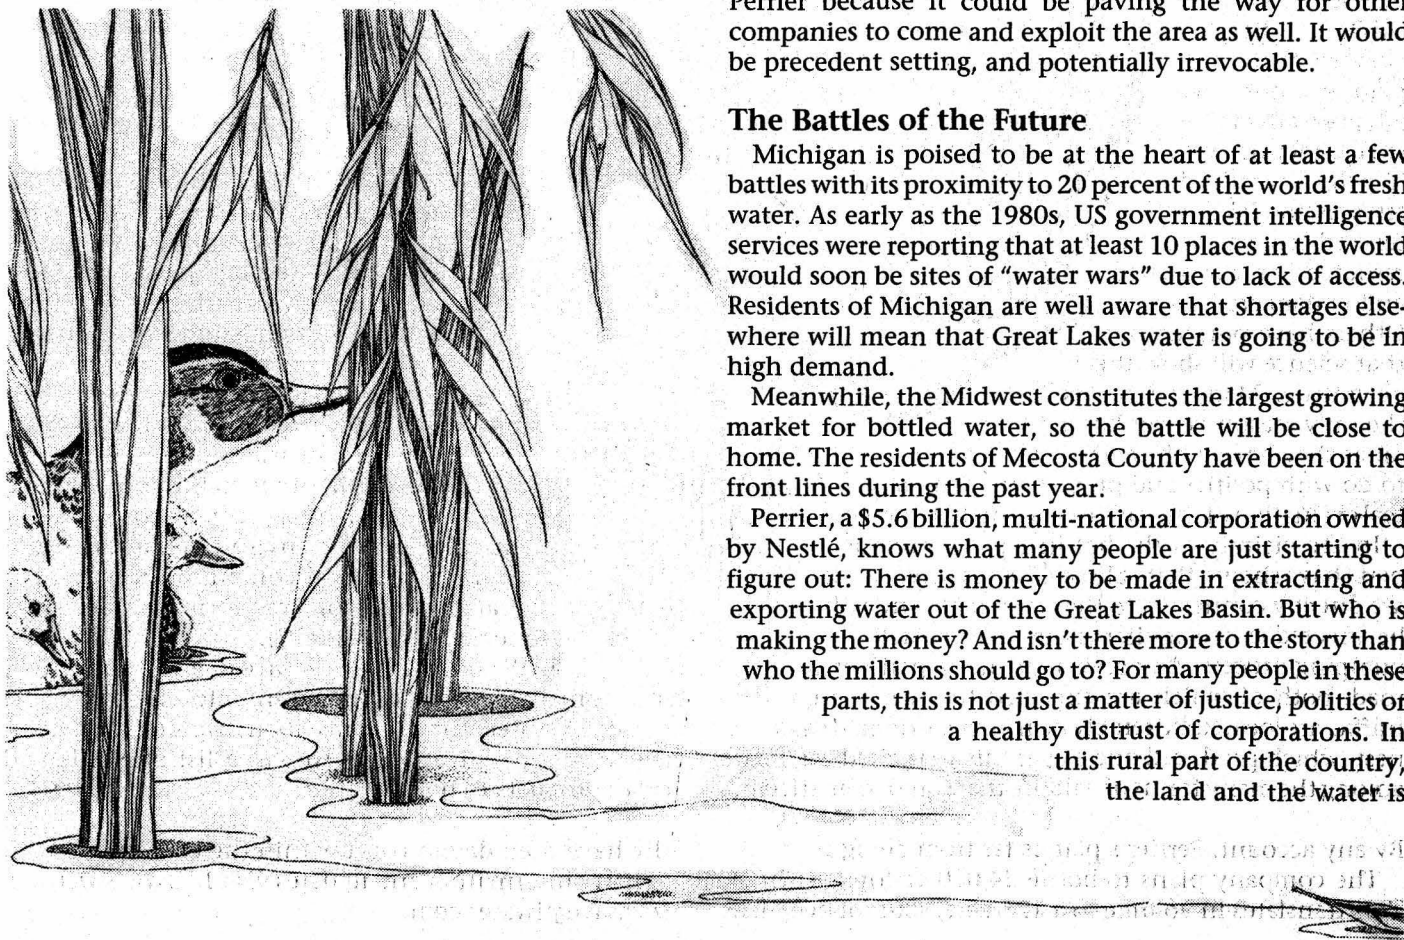 Perrier because it could be paving the way for other
companies to come and exploit the area as well. It would
be precedent setting, and potentially irrevocable.
The Battles of the Future
Michigan is poised to be at the heart of at least a few
battles with its proximity to 20 percent of the world's fresh
water. As early as the 1980s, US government intelligence
services were reporting that at least 10 places in the world
would soon be sites of "water wars" due to lack of access.
Residents of Michigan are well aware that shortages else-
where will mean that Great Lakes water is going to be in
high demand.
Meanwhile, the Midwest constitutes the largest growing
market for bottled water, so the battle will be close to
home. The residents of Mecosta County have been on the
front lines during the past year.
Perrier, a $5.6 billion, multi-national corporation owned
by Nestlé, knows what many people are just starting to
figure out: There is money to be made in extracting and
exporting water out of the Great Lakes Basin. But who is
making the money? And isn't there more to the story than
who the millions should go to? For many people in these
parts, this is not just a matter of justice, politics or
a healthy distrust of corporations. In
this rural part of the country,
the land and the water is